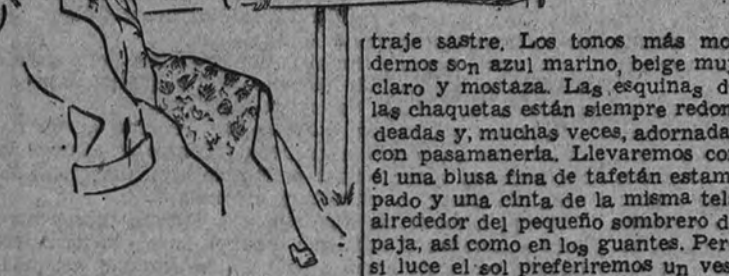 traje sastre. Los tonos más mo
dernos son azul marino, beige muy
claro y mostaza. Las esquinas d
las chaquetas están siempre redon
deadas y, muchas veces, adornada
con pasamanería. Llevaremos co
él una blusa fina de tafetán estam
pado y una cinta de la misma tel
alrededor del pequeño sombrero d
paja, así como en los guantes. Per
si luce el sol preferiremos un ves